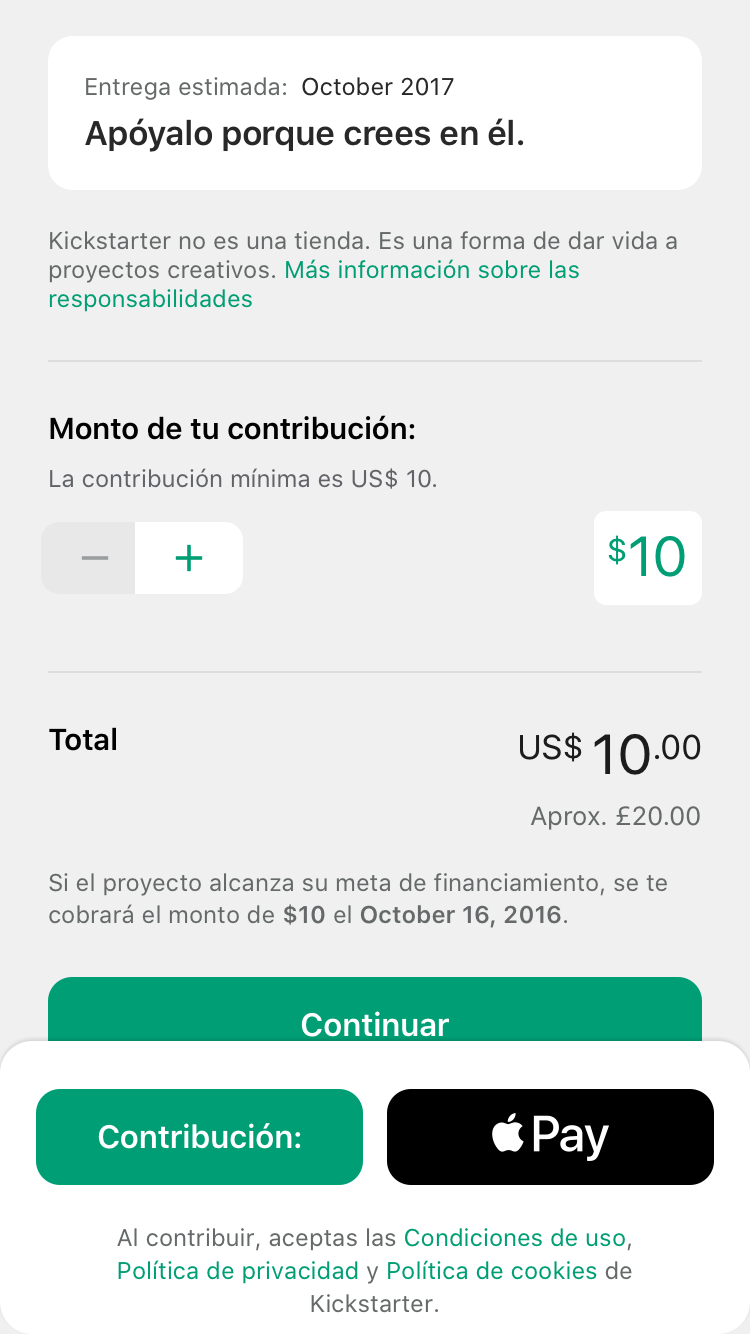 Entrega estimada: October 2017
Apóyalo porque crees en él.
Kickstarter no es una tienda. Es una forma de dar vida a
proyectos creativos. Más información sobre las
responsabilidades
Monto de tu contribución:
La contribución mínima es US$ 10.
− +
$10
Total
US$ 10.00
Aprox. £20.00
Si el proyecto alcanza su meta de financiamiento, se te
cobrará el monto de $10 el October 16, 2016.
Continuar
Contribución:
Pay
Al contribuir, aceptas las Condiciones de uso,
Política de privacidad y Política de cookies de
Kickstarter.